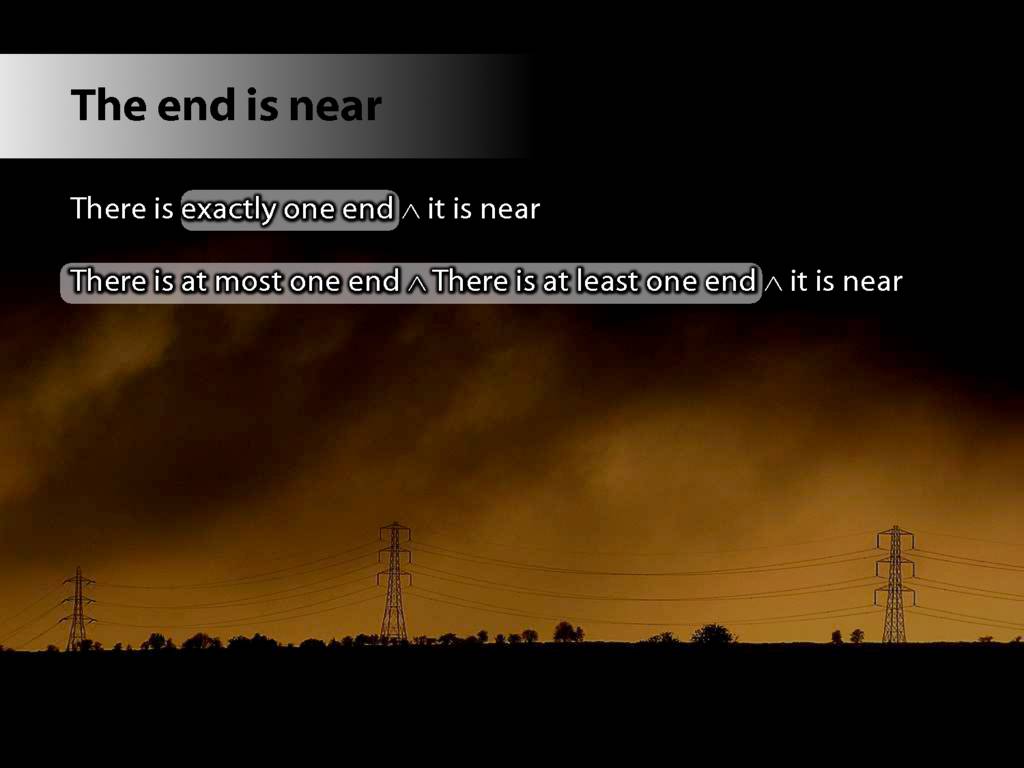 The end is near
There is exactly one end ∧ it is near
There is at most one end ∧ There is at least one end ∧ it is near